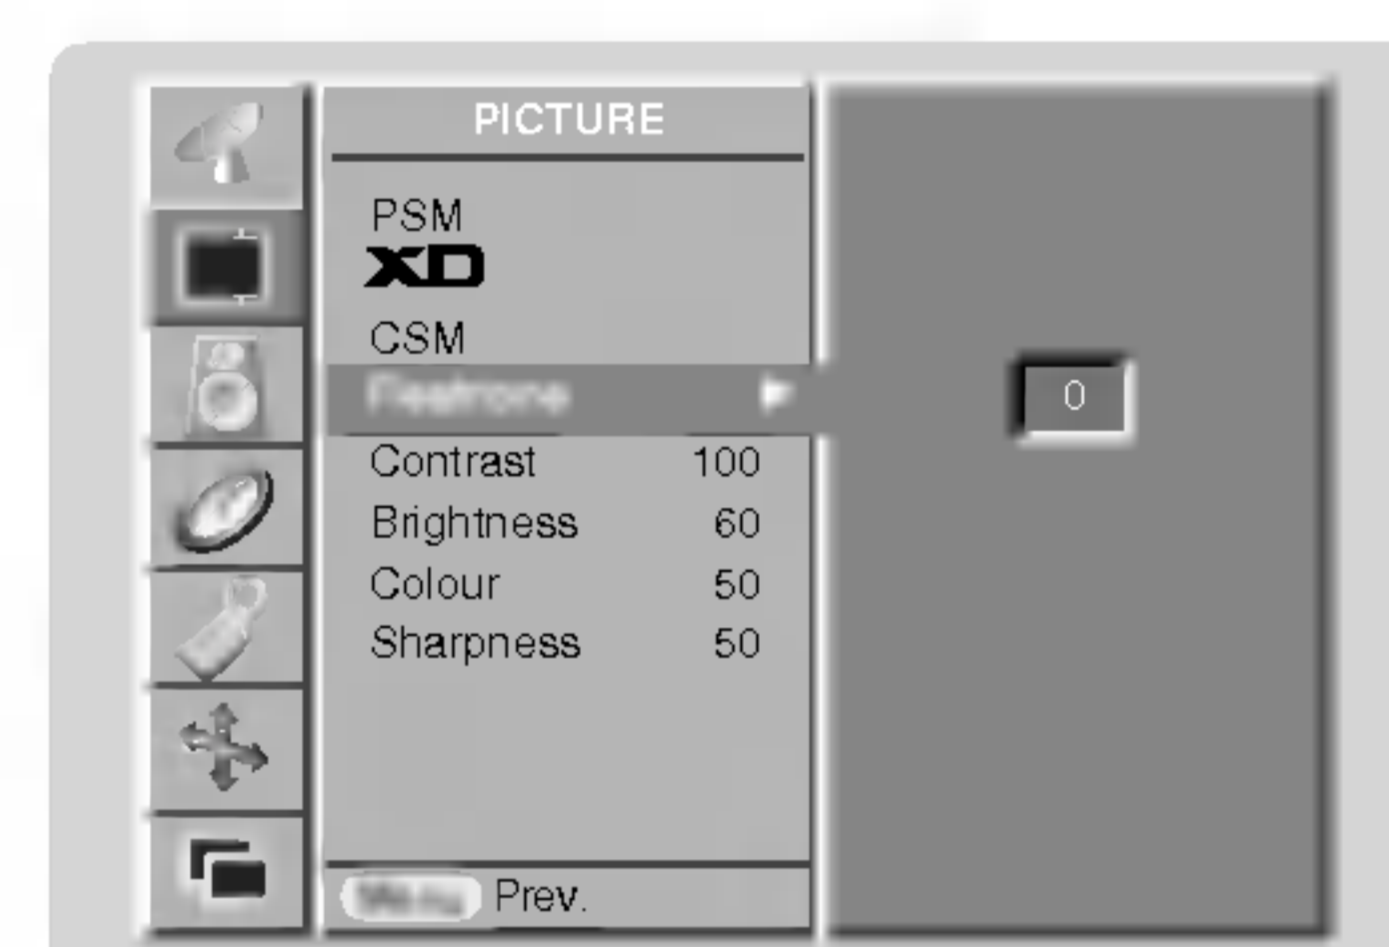 PICTURE
PSM
XD
CSM
0
Contrast 100
Brightness 60
Colour 50
Sharpness 50
Prev.